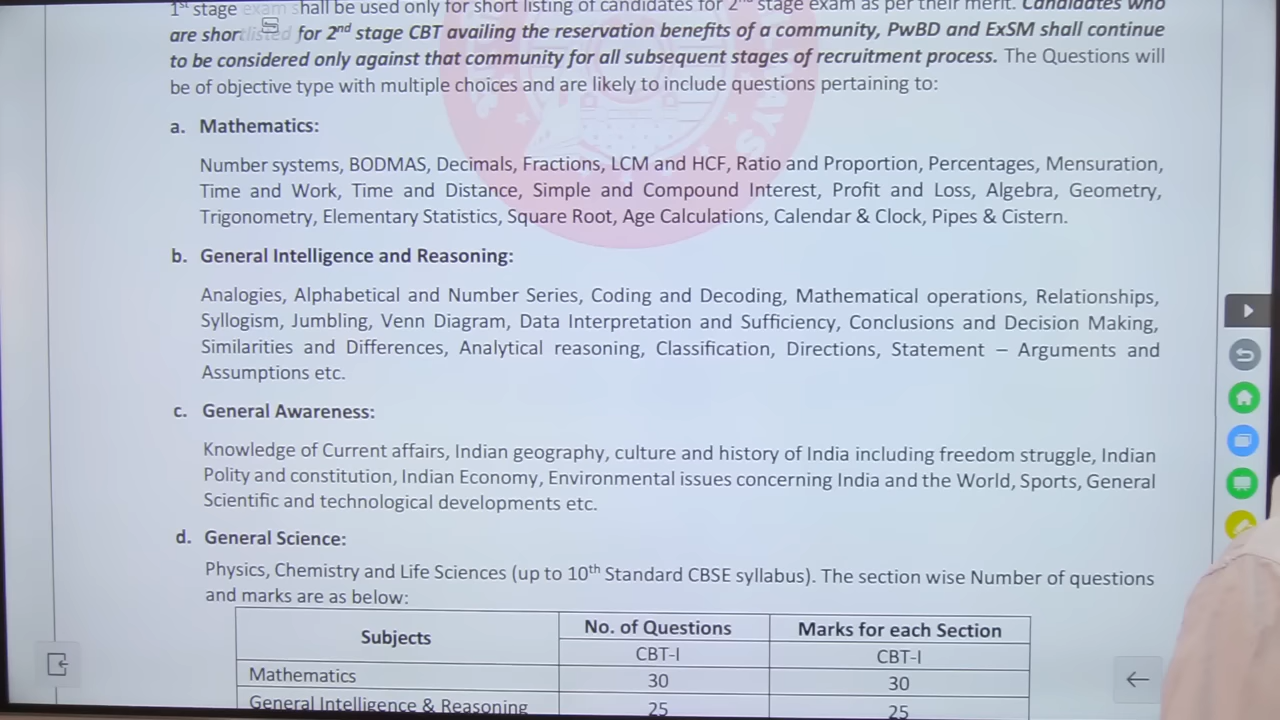 1st stage exam shall be used only for short listing of candidates for 2nd stage exam as per their merit. Candidates who
are shortlisted for 2nd stage CBT availing the reservation benefits of a community, PwBD and ExSM shall continue
to be considered only against that community for all subsequent stages of recruitment process. The Questions will
be of objective type with multiple choices and are likely to include questions pertaining to:
a. Mathematics:
Number systems, BODMAS, Decimals, Fractions, LCM and HCF, Ratio and Proportion, Percentages, Mensuration,
Time and Work, Time and Distance, Simple and Compound Interest, Profit and Loss, Algebra, Geometry,
Trigonometry, Elementary Statistics, Square Root, Age Calculations, Calendar & Clock, Pipes & Cistern.
b. General Intelligence and Reasoning:
Analogies, Alphabetical and Number Series, Coding and Decoding, Mathematical operations, Relationships,
Syllogism, Jumbling, Venn Diagram, Data Interpretation and Sufficiency, Conclusions and Decision Making,
Similarities and Differences, Analytical reasoning, Classification, Directions, Statement – Arguments and
Assumptions etc.
c. General Awareness:
Knowledge of Current affairs, Indian geography, culture and history of India including freedom struggle, Indian
Polity and constitution, Indian Economy, Environmental issues concerning India and the World, Sports, General
Scientific and technological developments etc.
d. General Science:
Physics, Chemistry and Life Sciences (up to 10th Standard CBSE syllabus). The section wise Number of questions
and marks are as below:
Subjects No. of Questions Marks for each Section
CBT-I CBT-I
Mathematics 30 30
General Intelligence & Reasoning 25 25